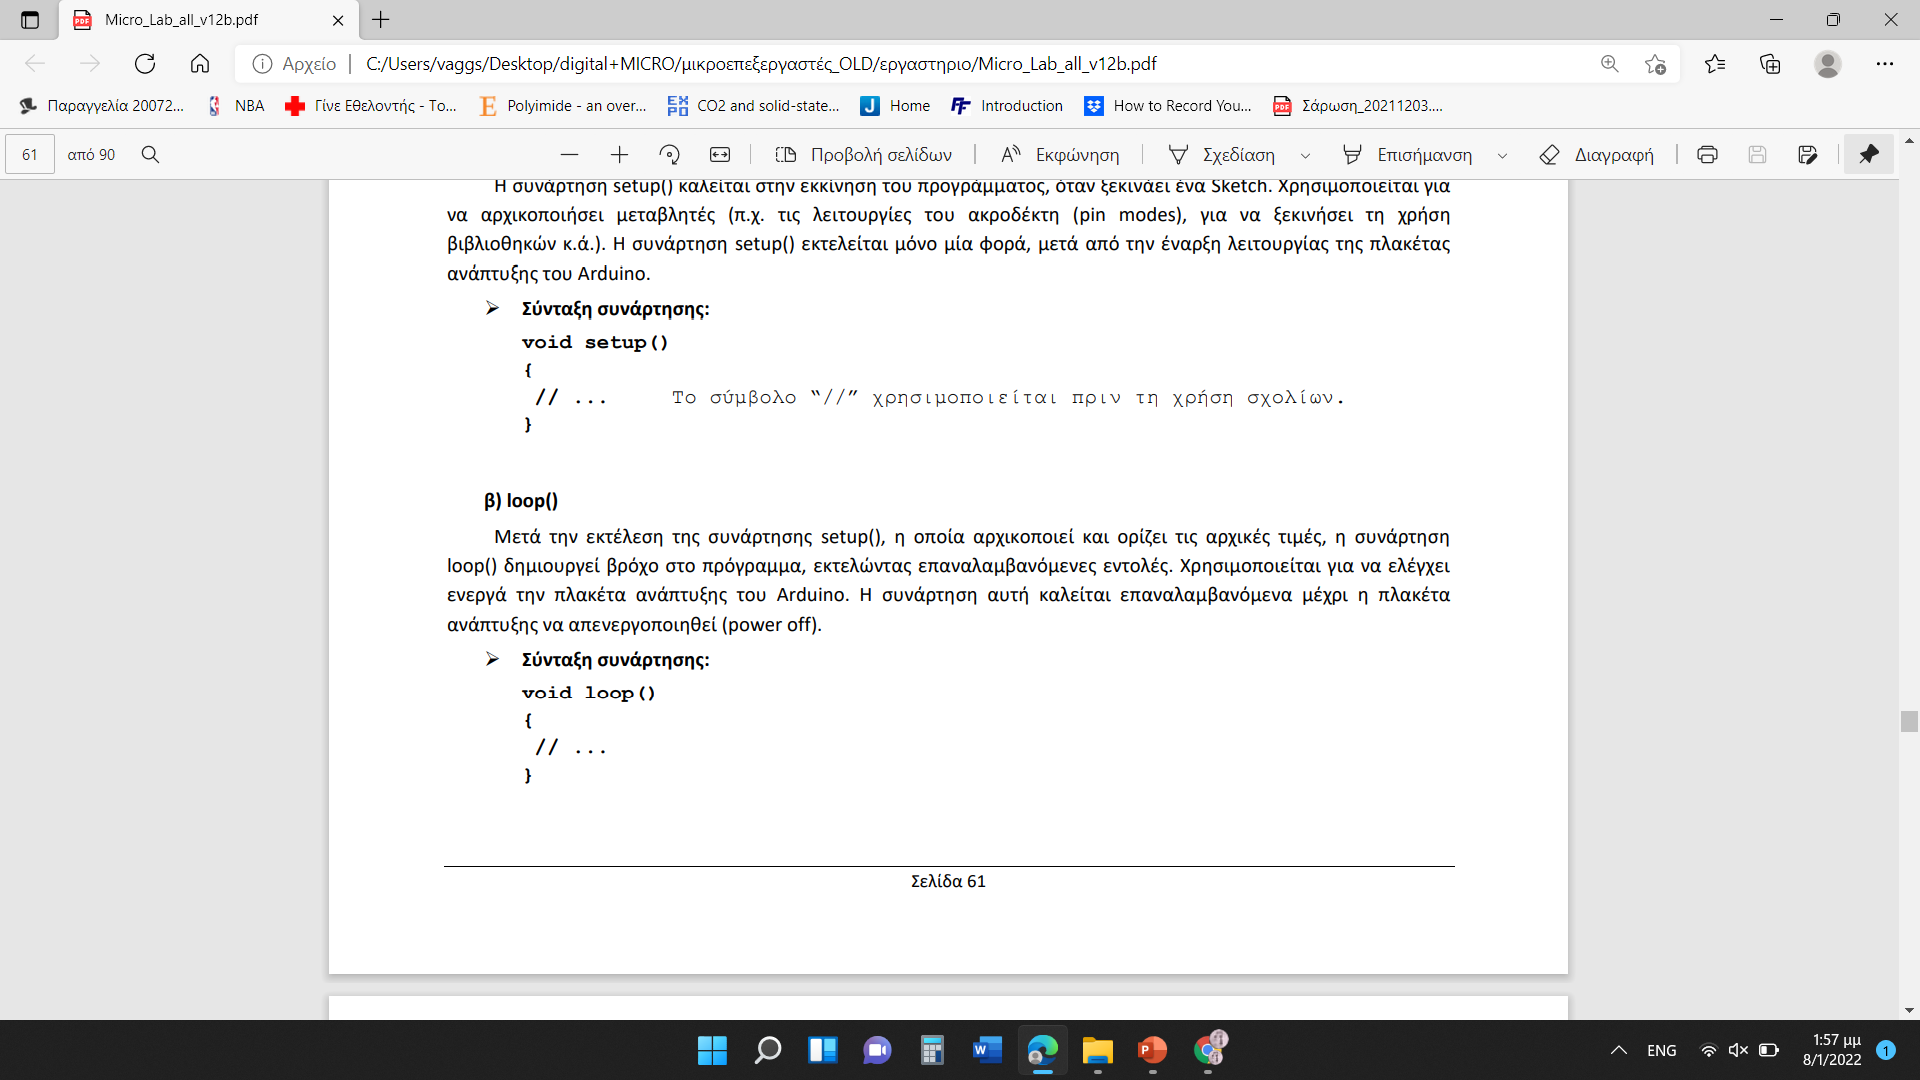 Micro_Lab_all_v12b.pdf
Αρχείο | C:/Users/vaggs/Desktop/digital+MICRO/μικροεπεξεργαστές_OLD/εργαστηριο/Micro_Lab_all_v12b.pdf
Παραγγελία 20072... NBA Γίνε Εθελοντής - Το... Polyimide - an over... CO2 and solid-state... Home Introduction How to Record You... Σάρωση_20211203....
61 από 90 Προβολή σελίδων Εκφώνηση Σχεδίαση Επισήμανση Διαγραφή
Η συνάρτηση setup() καλείται στην εκκίνηση του προγράμματος, όταν ξεκινάει ένα Sketch. Χρησιμοποιείται για
να αρχικοποιήσει μεταβλητές (π.χ. τις λειτουργίες του ακροδέκτη (pin modes), για να ξεκινήσει τη χρήση
βιβλιοθηκών κ.ά.). Η συνάρτηση setup() εκτελείται μόνο μία φορά, μετά από την έναρξη λειτουργίας της πλακέτας
ανάπτυξης του Arduino.
➢ Σύνταξη συνάρτησης:
void setup()
{
// ... Το σύμβολο “//” χρησιμοποιείται πριν τη χρήση σχολίων.
}
β) loop()
Μετά την εκτέλεση της συνάρτησης setup(), η οποία αρχικοποιεί και ορίζει τις αρχικές τιμές, η συνάρτηση
loop() δημιουργεί βρόχο στο πρόγραμμα, εκτελώντας επαναλαμβανόμενες εντολές. Χρησιμοποιείται για να ελέγχει
ενεργά την πλακέτα ανάπτυξης του Arduino. Η συνάρτηση αυτή καλείται επαναλαμβανόμενα μέχρι η πλακέτα
ανάπτυξης να απενεργοποιηθεί (power off).
➢ Σύνταξη συνάρτησης:
void loop()
{
// ...
}
Σελίδα 61
ENG
1:57 μμ
8/1/2022
1